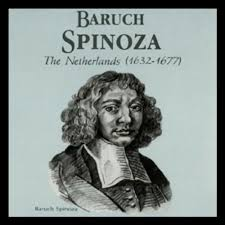 BARUCH
SPINOZA
The Netherlands (1632-1677)
Baruch Spinoza